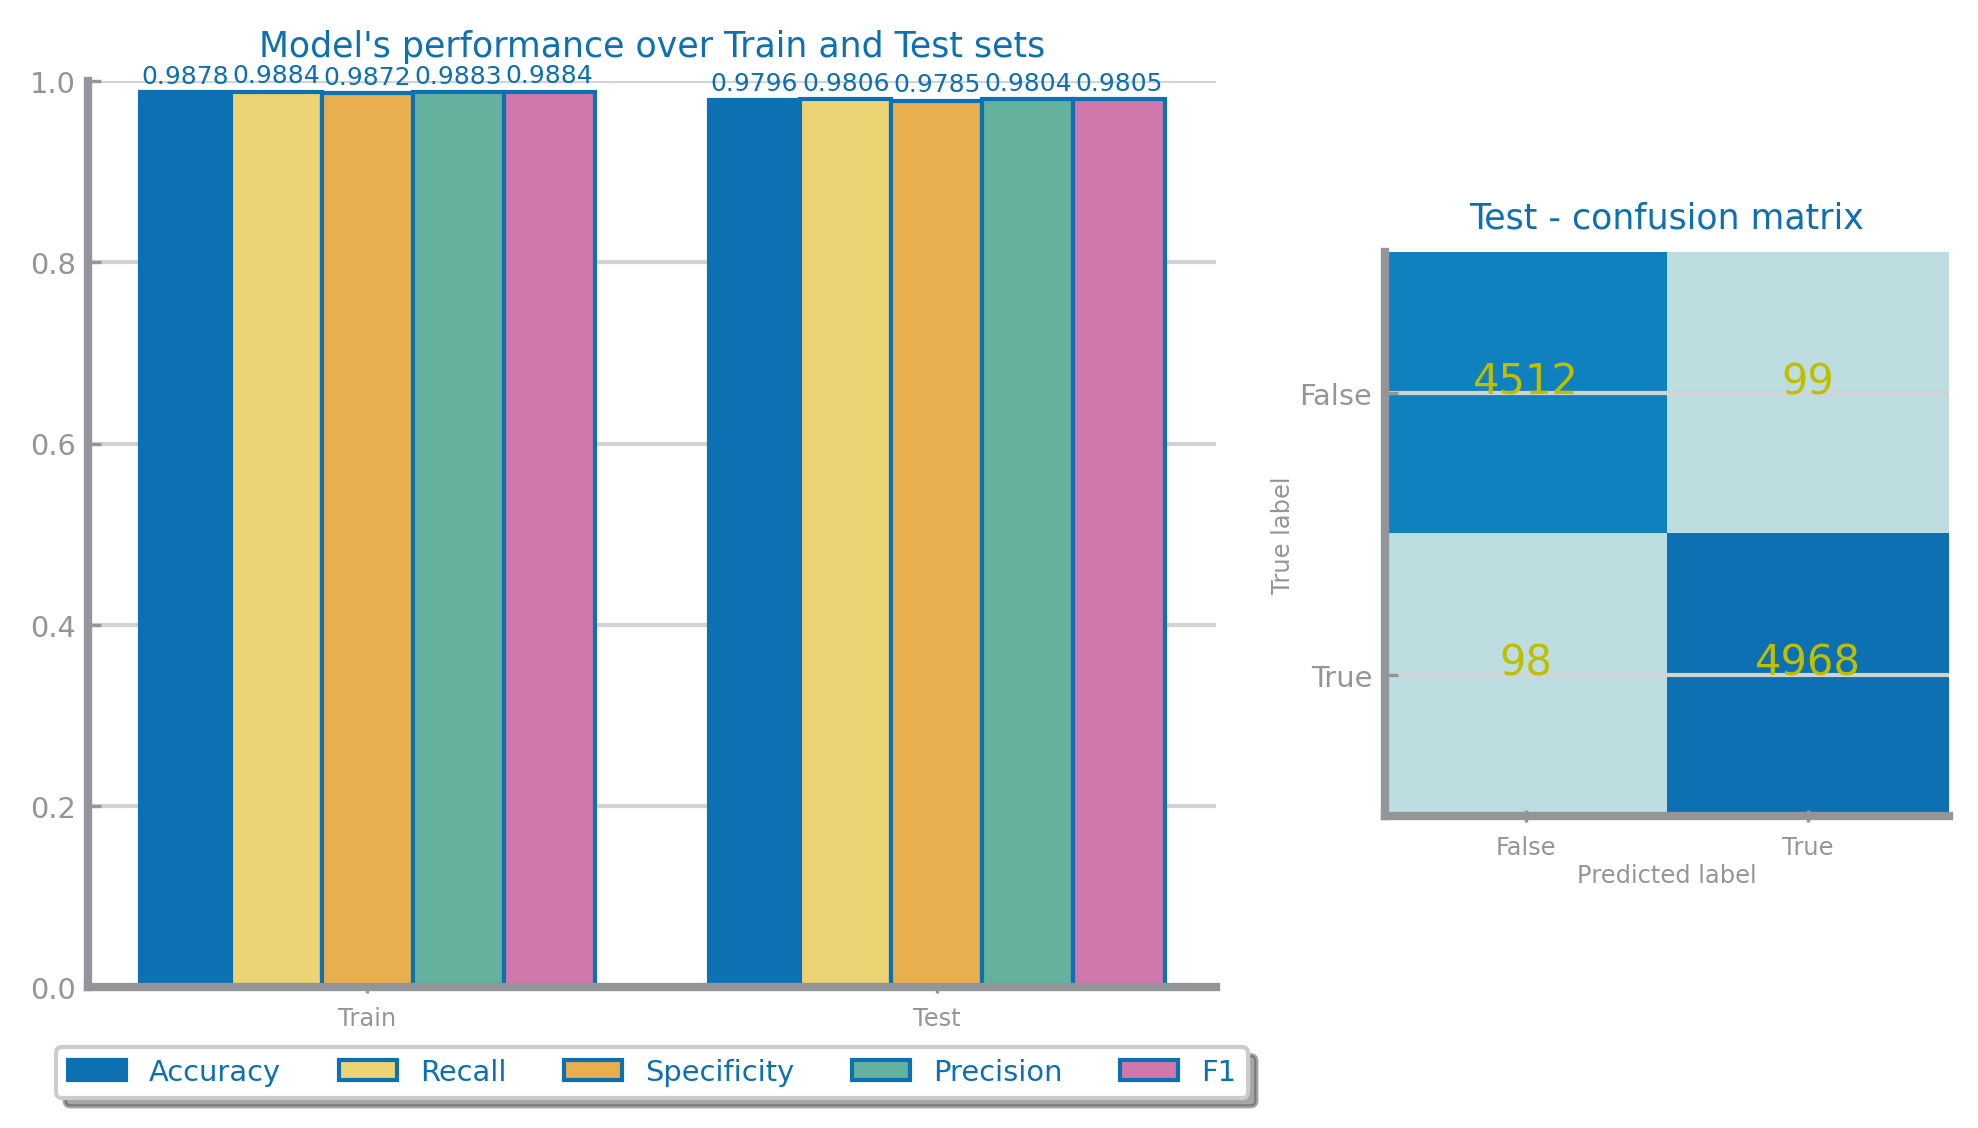 Model's performance over Train and Test sets
0.9878 0.9884 0.9872 0.9883 0.9884
0.9796 0.9806 0.9785 0.9804 0.9805
1.0
0.8
0.6
0.4
0.2
0.0
Train Test
Accuracy Recall Specificity Precision F1
Test - confusion matrix
True label
False 4512 99
True 98 4968
False True
Predicted label